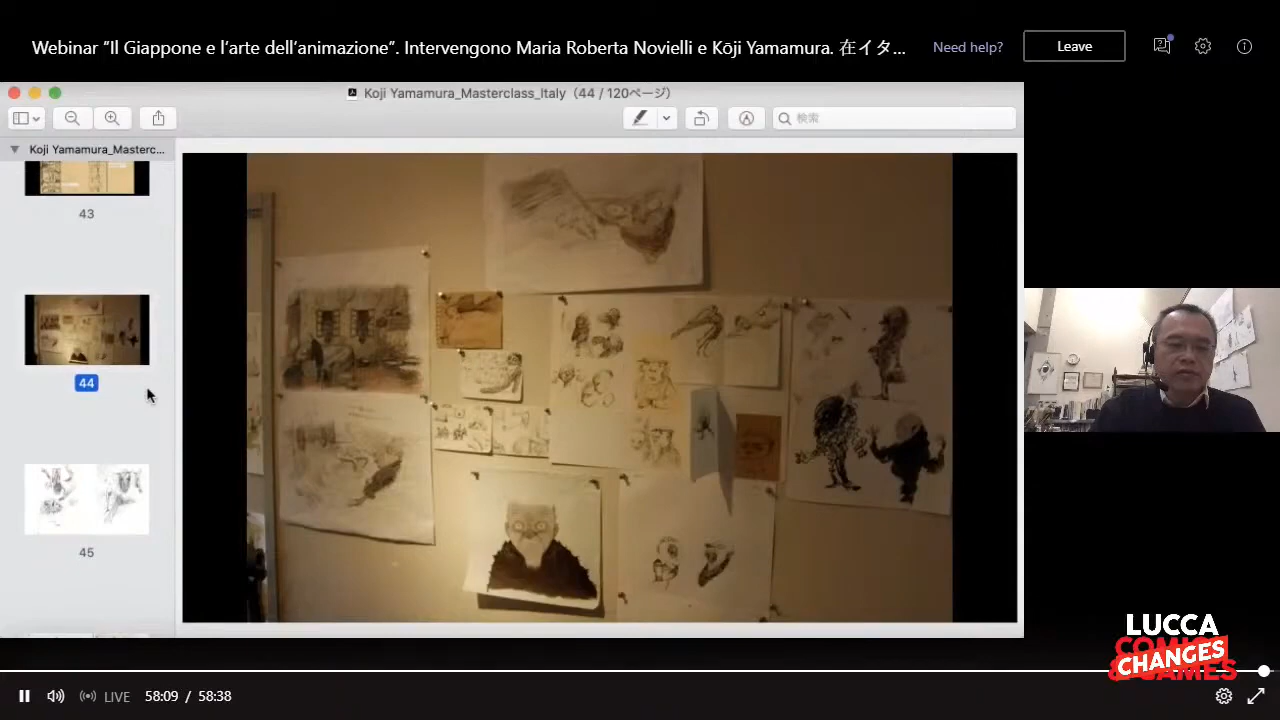 Webinar "Il Giappone e l'arte dell'animazione". Intervengono Maria Roberta Novielli e Kōji Yamamura. 在イタ...
Need help?
Leave
Koji Yamamura_Masterclass_Italy（44 / 120ページ）
検索
Koji Yamamura_Masterc...
43
44
45
LUCCA
COMICS
CHANGES
& GAMES
LIVE
58:09 / 58:38